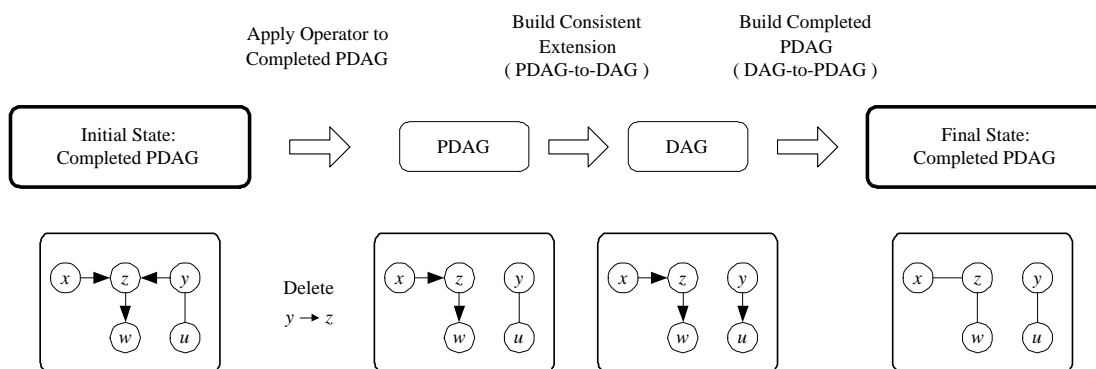 Apply Operator to
Completed PDAG
Build Consistent
Extension
( PDAG-to-DAG )
Build Completed
PDAG
( DAG-to-PDAG )
Initial State:
Completed PDAG
PDAG
DAG
Final State:
Completed PDAG
x z y
w u
Delete
y → z
x z y
w u
x z y
w u
x z y
w u